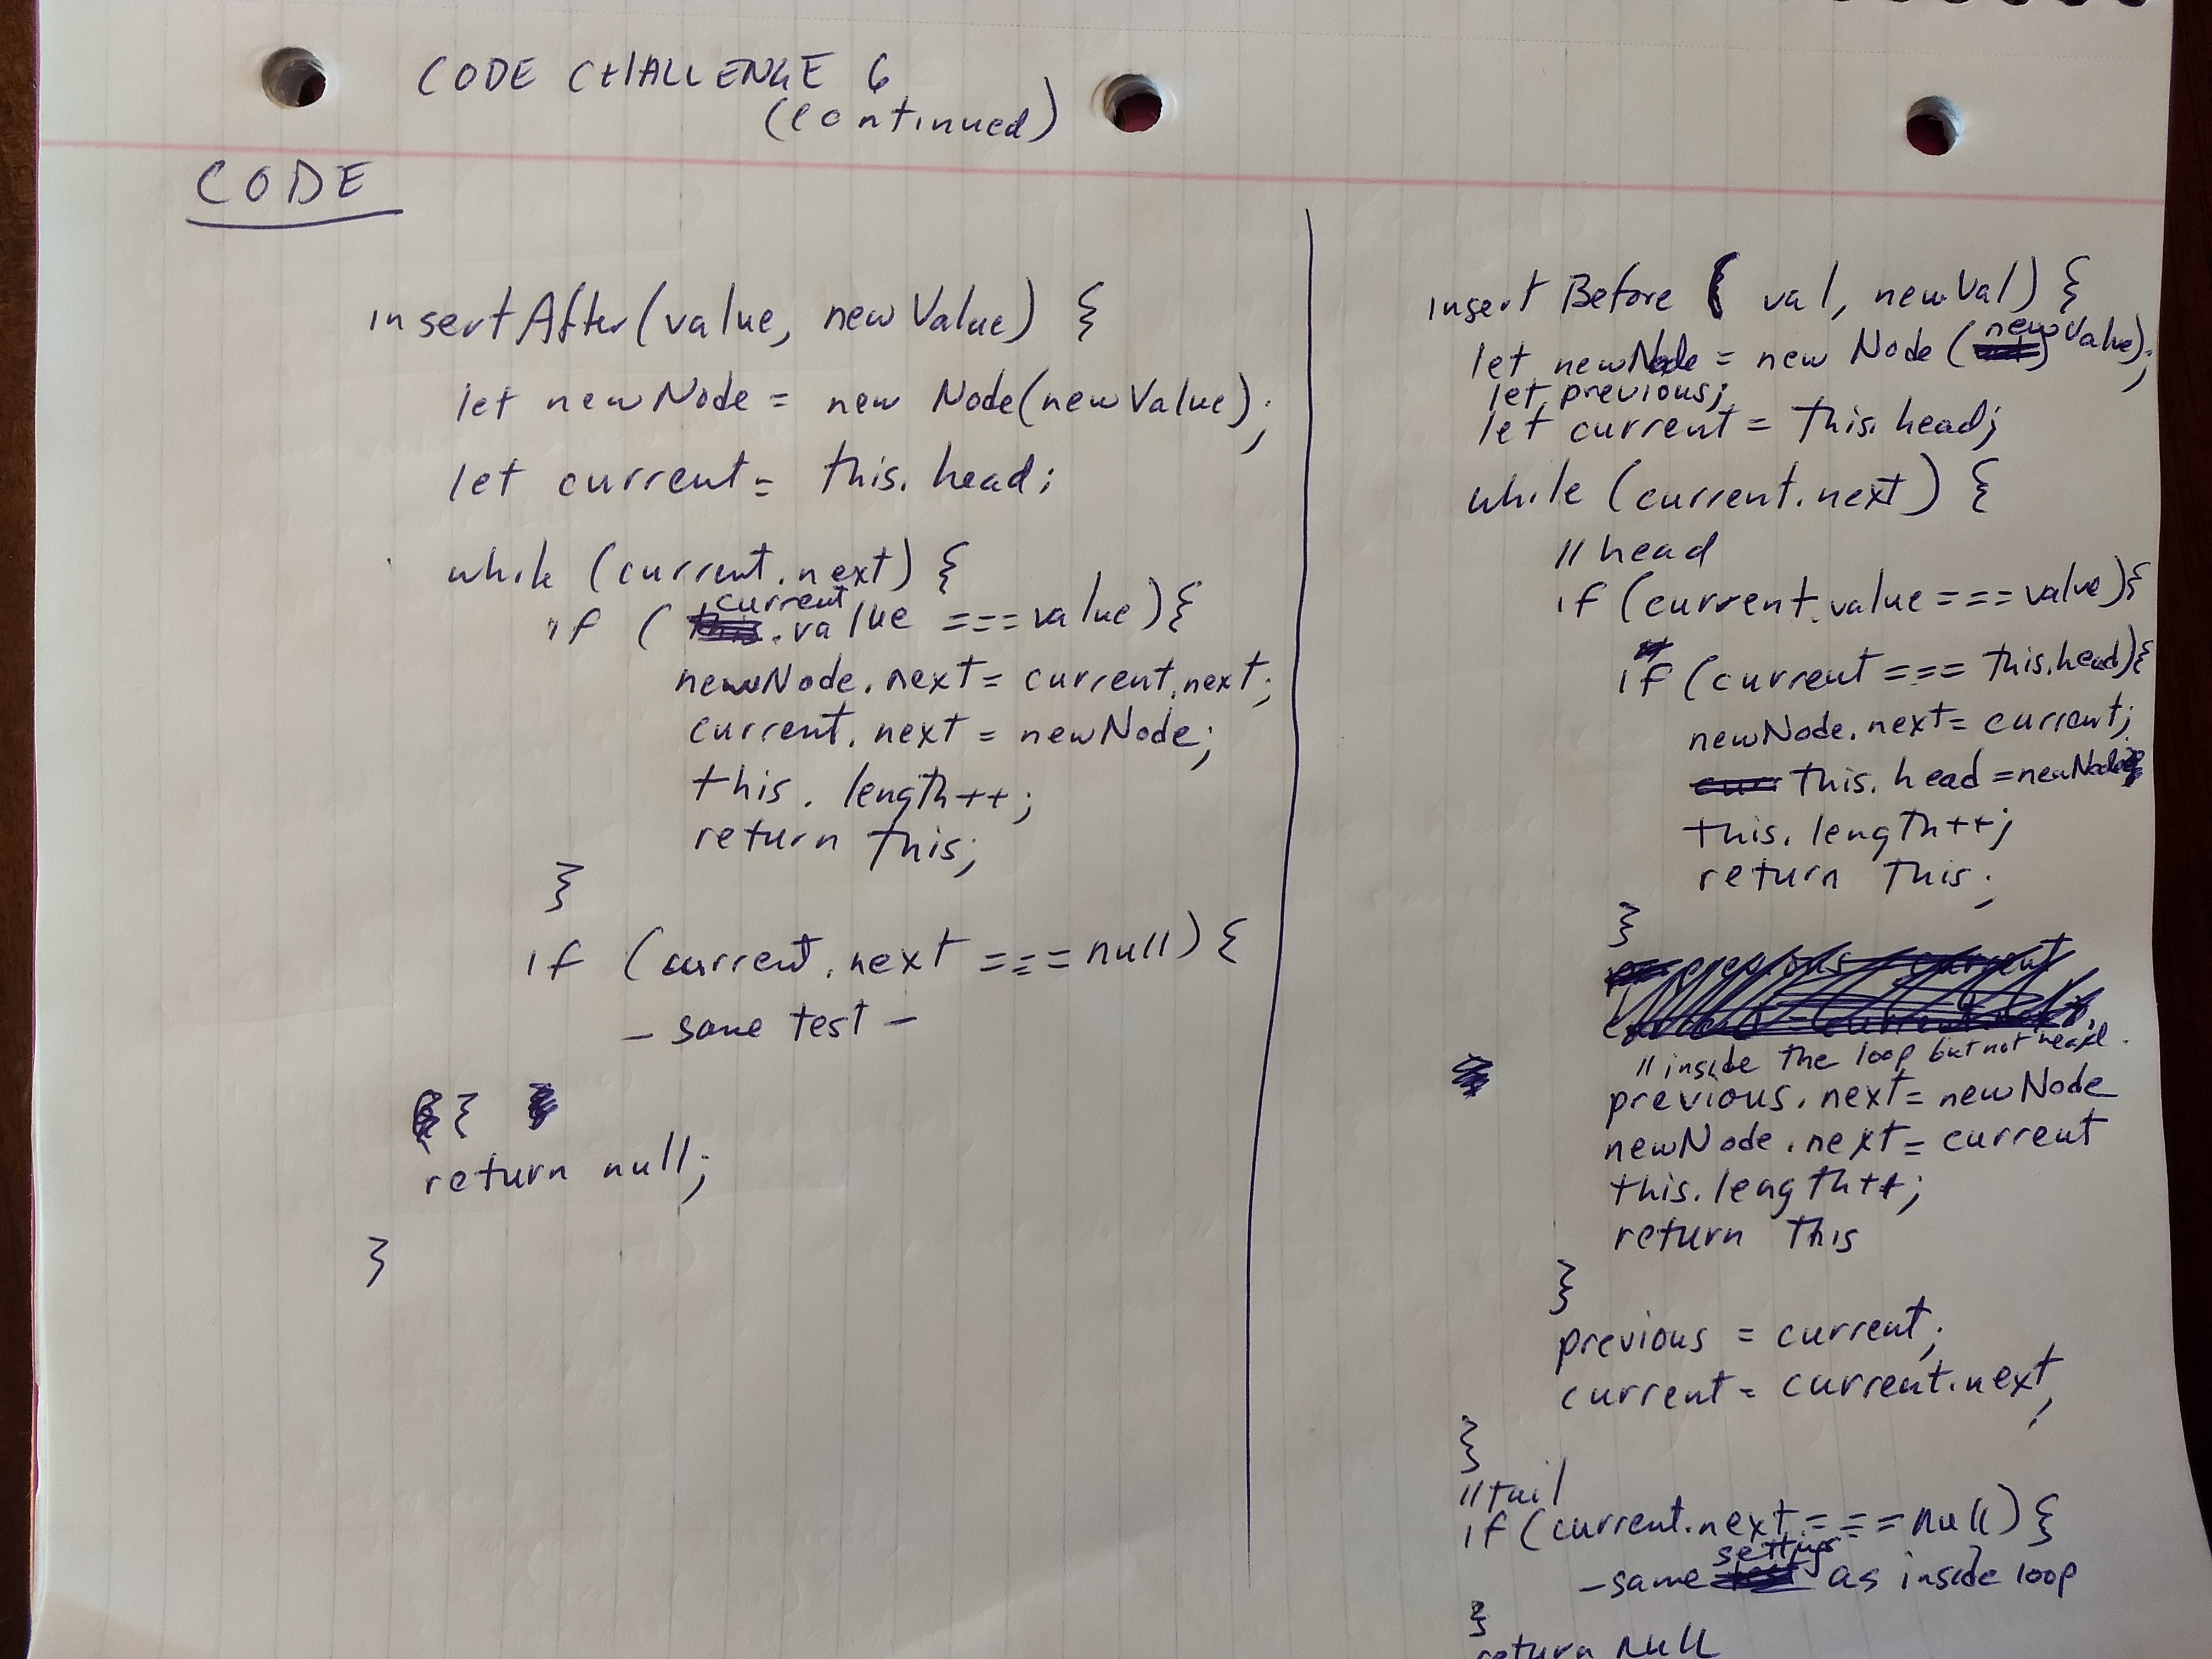 CODE CHALLENGE 6
(continued)
CODE
insertAfter(value, newValue) {
let newNode = new Node(newValue);
let current = this.head;
while (current.next) {
if (current.value === value){
newNode.next = current.next;
current.next = newNode;
this.length++;
return this;
}
if (current.next === null) {
- same test -
}
return null;
}
insertBefore ( val, newVal) {
let newNode = new Node (newValue);
let previous;
let current = this.head;
while (current.next) {
// head
if (current.value === value){
if (current === this.head){
newNode.next = current;
this.head = newNode
this.length++;
return this;
}
// inside the loop but not head.
previous.next = newNode
newNode.next = current
this.length++;
return this
}
previous = current;
current = current.next;
}
// tail
if (current.next === null) {
- same settings as inside loop
}
return null